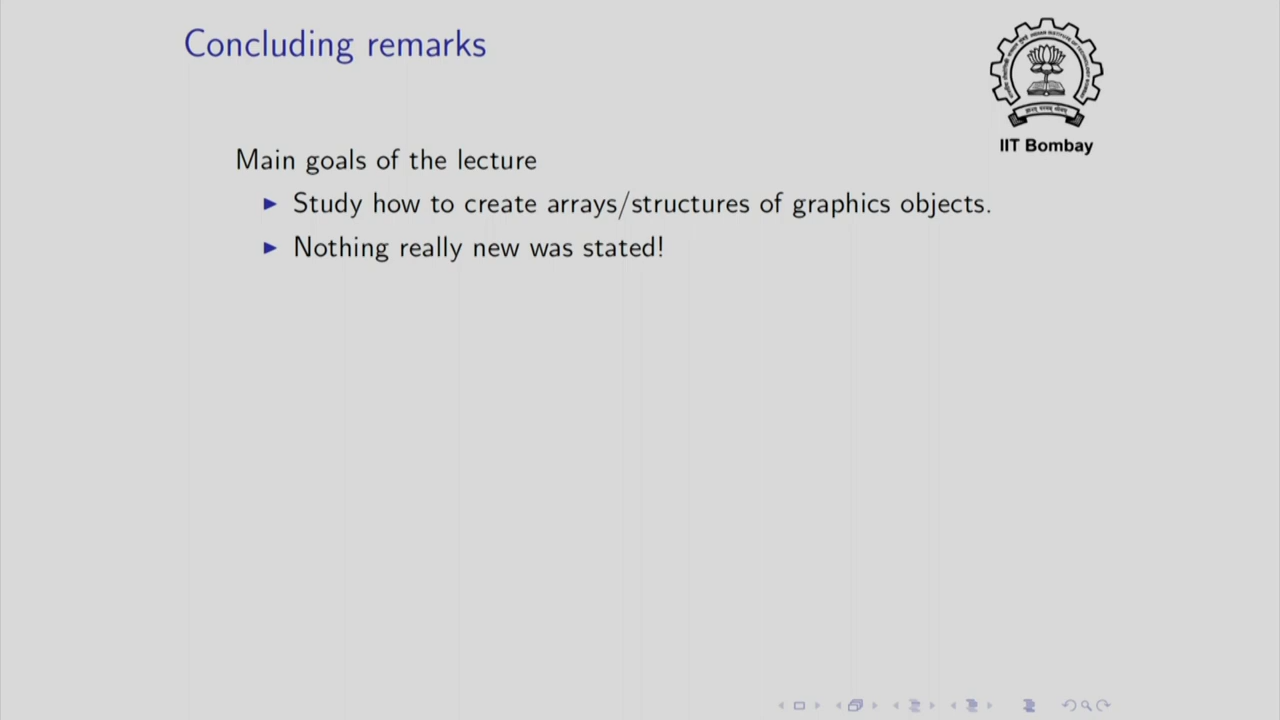 Concluding remarks
IIT Bombay
Main goals of the lecture
▶ Study how to create arrays/structures of graphics objects.
▶ Nothing really new was stated!